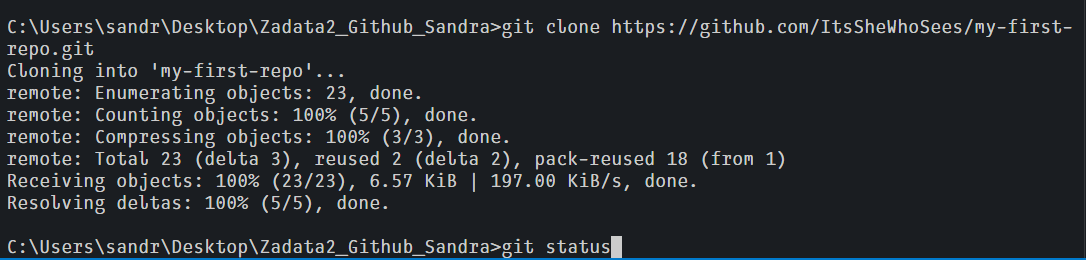 C:\Users\sandr\Desktop\Zadata2_Github_Sandra>git clone https://github.com/ItsSheWhoSees/my-first-
repo.git
Cloning into 'my-first-repo'...
remote: Enumerating objects: 23, done.
remote: Counting objects: 100% (5/5), done.
remote: Compressing objects: 100% (3/3), done.
remote: Total 23 (delta 3), reused 2 (delta 2), pack-reused 18 (from 1)
Receiving objects: 100% (23/23), 6.57 KiB | 197.00 KiB/s, done.
Resolving deltas: 100% (5/5), done.
C:\Users\sandr\Desktop\Zadata2_Github_Sandra>git status